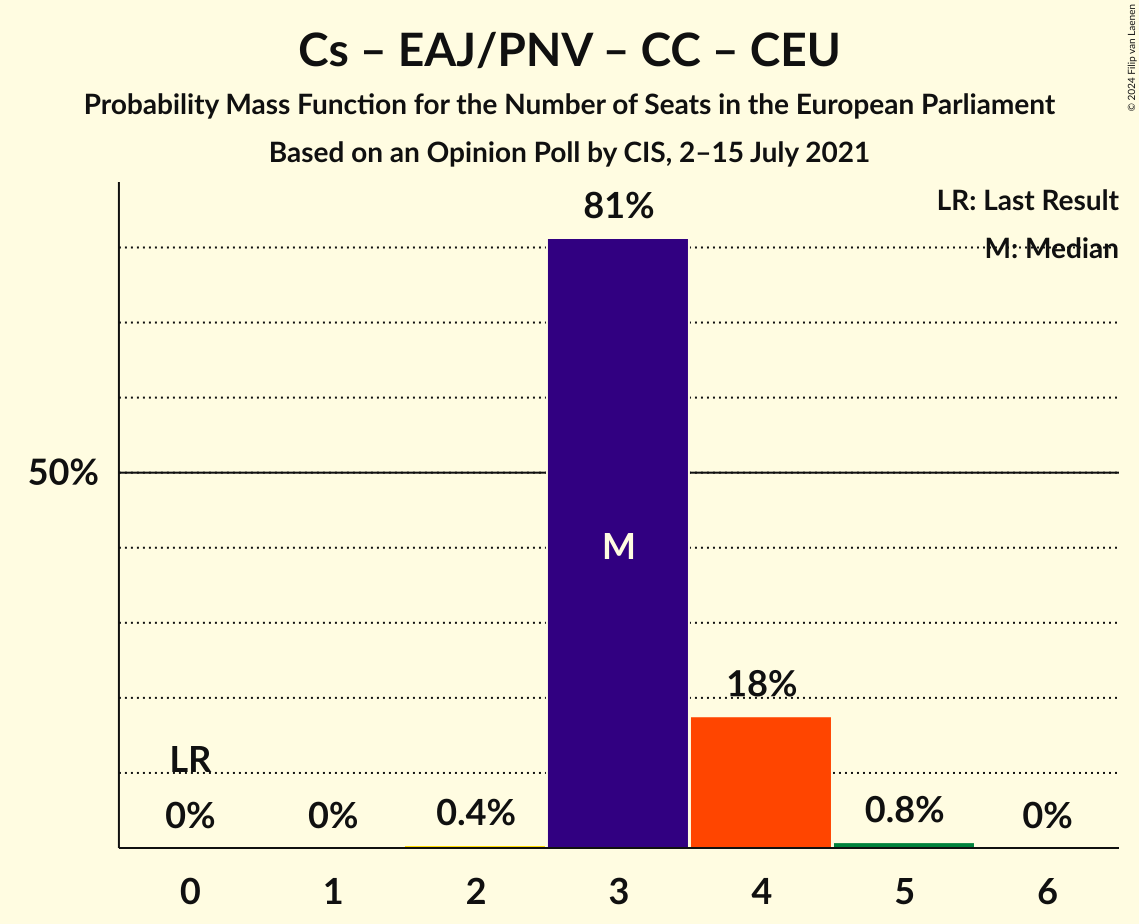 Cs – EAJ/PNV – CC – CEU
Probability Mass Function for the Number of Seats in the European Parliament
Based on an Opinion Poll by CIS, 2–15 July 2021
© 2024 Filip van Laenen
LR: Last Result
M: Median
81%
50%
M
18%
LR
0%
0%
0.4%
0.8%
0%
0
1
2
3
4
5
6